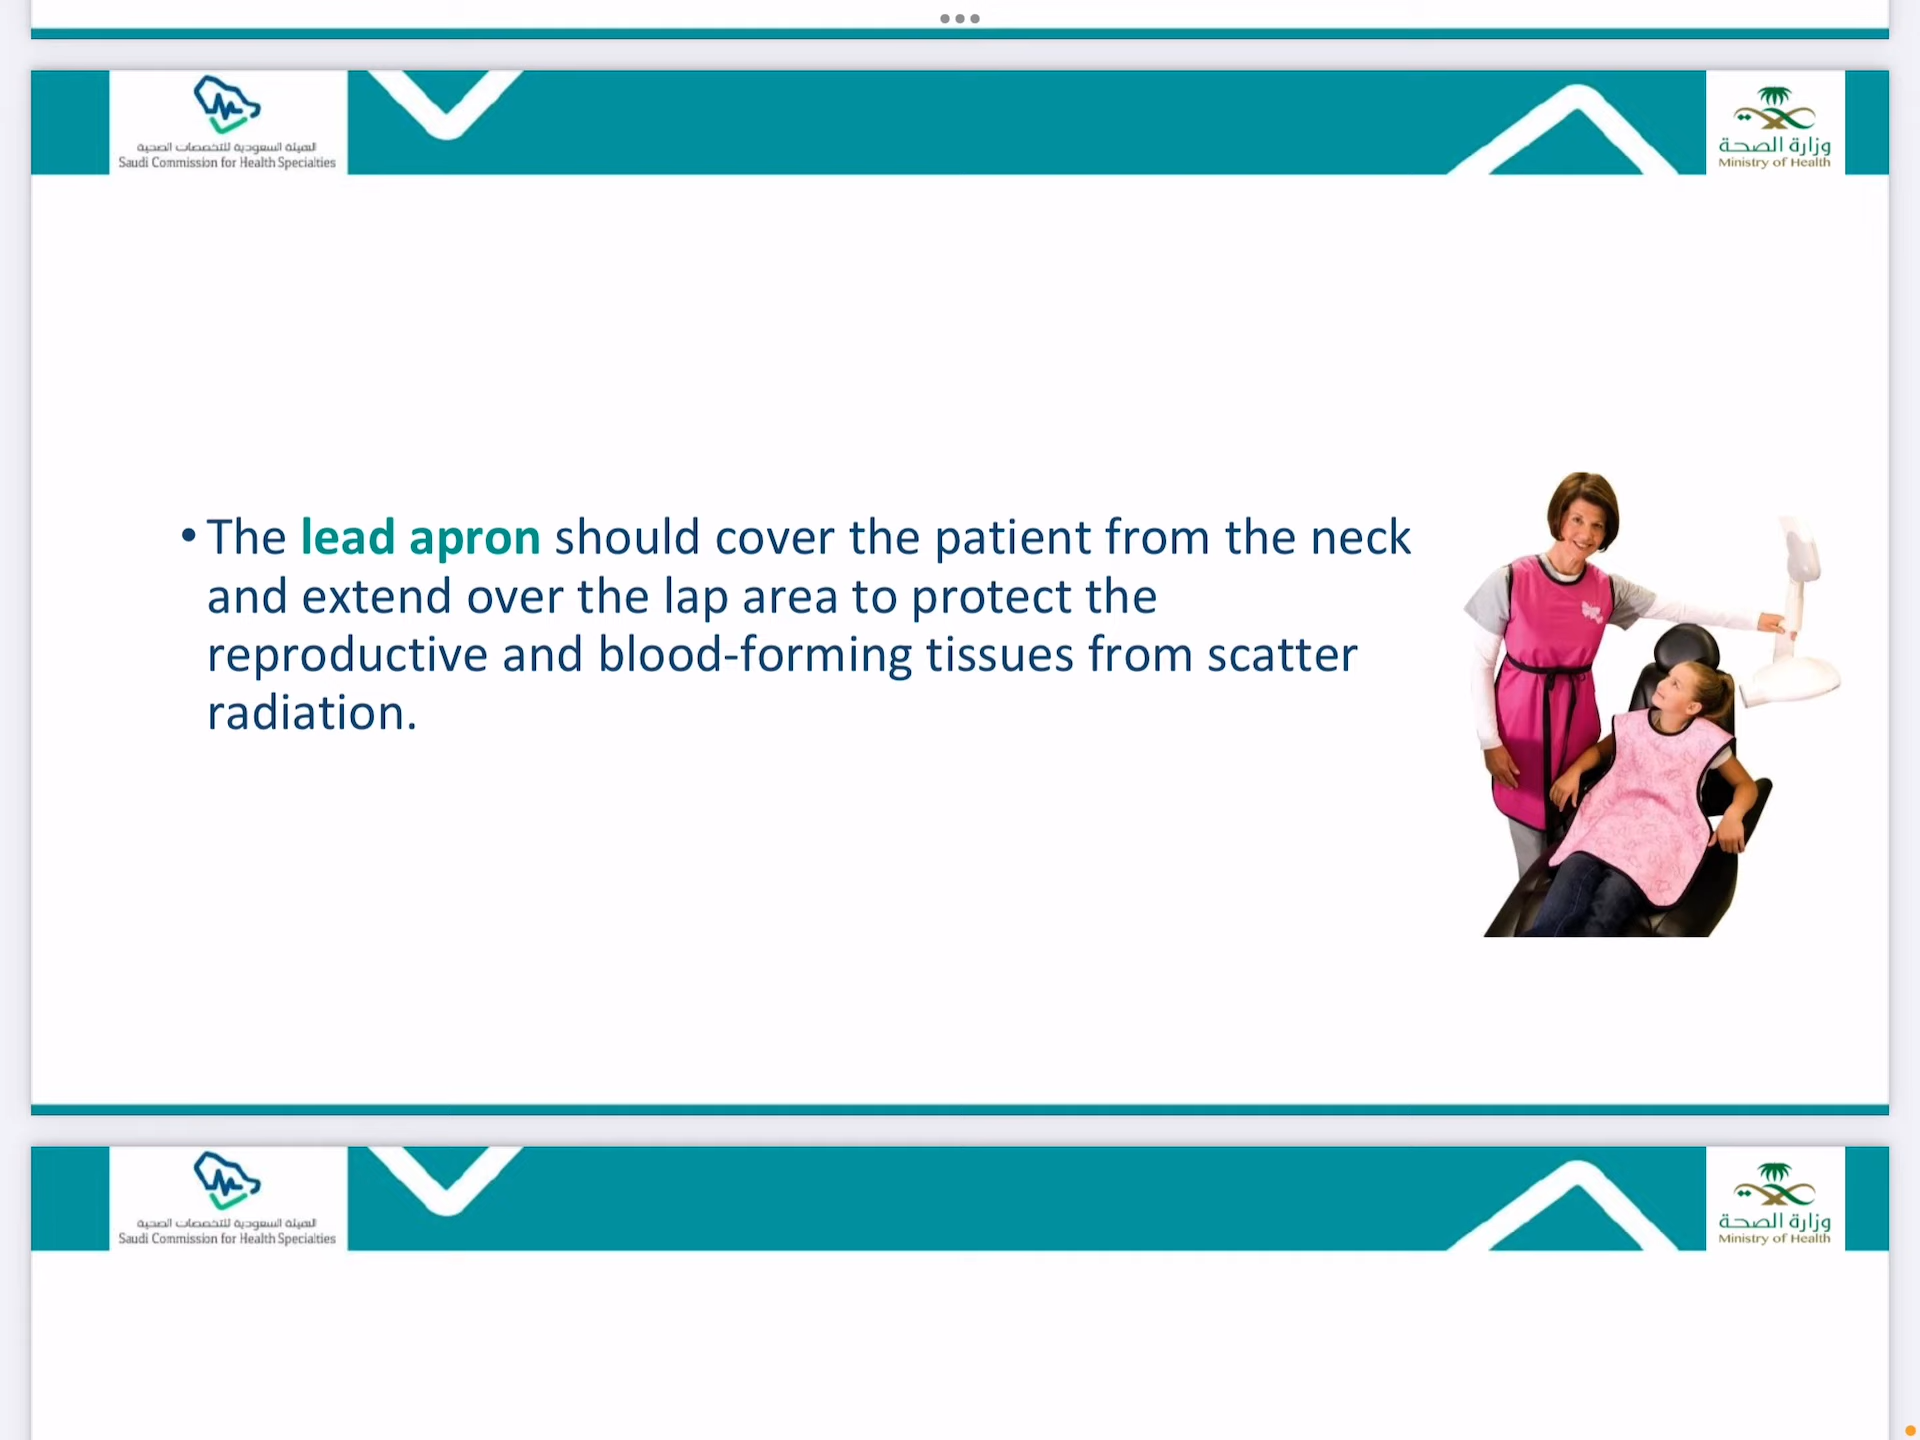 الهيئة السعودية للتخصصات الصحية
Saudi Commission for Health Specialties
وزارة الصحة
Ministry of Health
• The lead apron should cover the patient from the neck
and extend over the lap area to protect the
reproductive and blood-forming tissues from scatter
radiation.
الهيئة السعودية للتخصصات الصحية
Saudi Commission for Health Specialties
وزارة الصحة
Ministry of Health